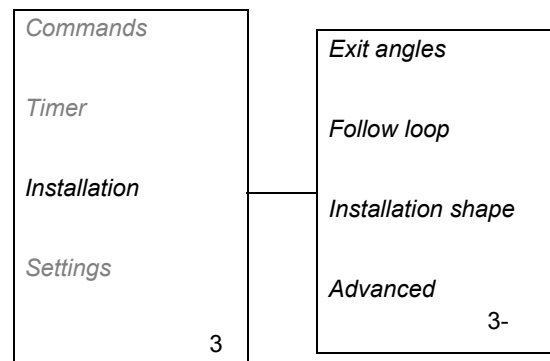 Commands
Timer
Installation
Settings
3
Exit angles
Follow loop
Installation shape
Advanced
3-